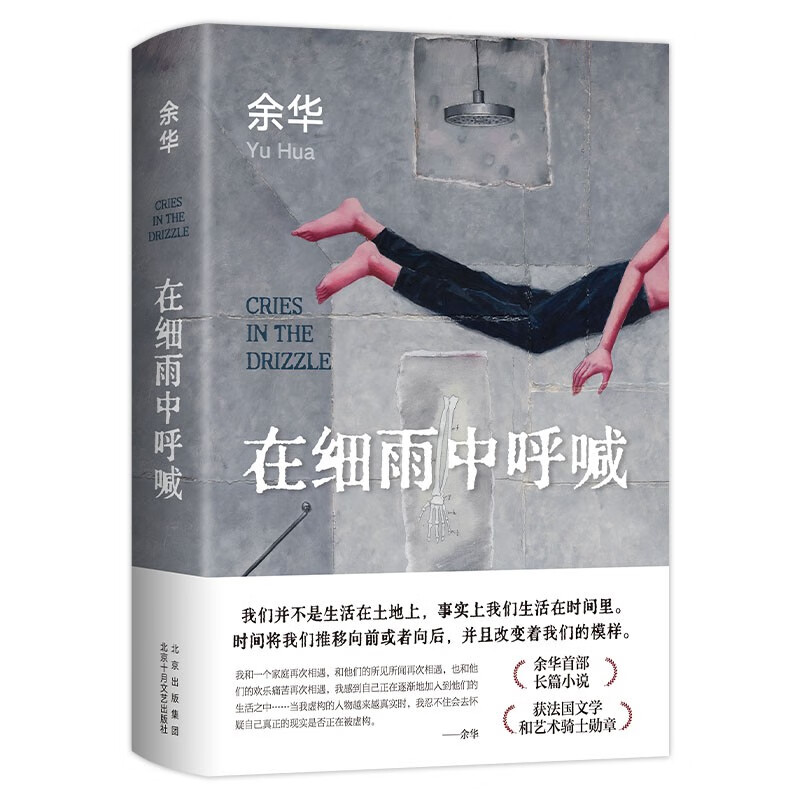 余华
CRIES
IN THE
DRIZZLE
在细雨中呼喊
北京出版集团
北京十月文艺出版社
余华
Yu Hua
CRIES
IN THE
DRIZZLE
在细雨中呼喊
我们并不是生活在土地上，事实上我们生活在时间里。
时间将我们推移向前或者向后，并且改变着我们的模样。
我和一个家庭再次相遇，和他们的所见所闻再次相遇，也和他
们的欢乐痛苦再次相遇，我感到自己正在逐渐地加入到他们的
生活之中……当我虚构的人物越来越真实时，我忍不住会去怀
疑自己真正的现实是否正在被虚构。
——余华
余华首部
长篇小说
获法国文学
和艺术骑士勋章